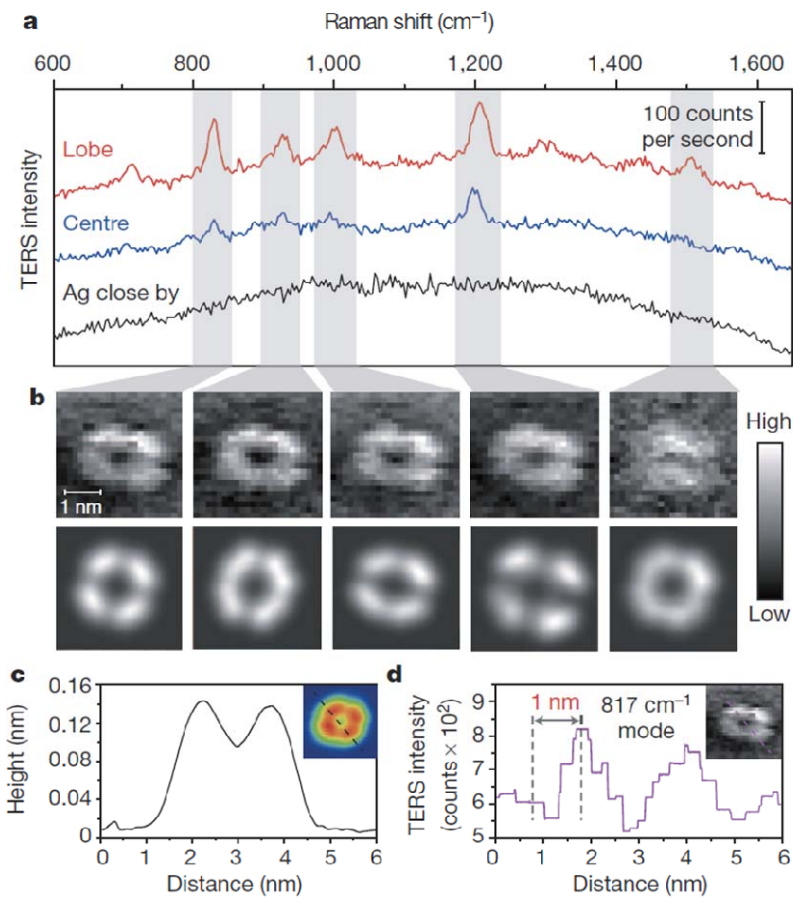 a
Raman shift (cm⁻¹)
600 800 1,000 1,200 1,400 1,600
TERS intensity
100 counts
per second
Lobe
Centre
Ag close by
b
1 nm
High
Low
c
Height (nm)
0.16
0.12
0.08
0.04
0
0 1 2 3 4 5 6
Distance (nm)
d
TERS intensity
(counts × 10²)
9
8
7
6
5
1 nm
817 cm⁻¹
mode
0 1 2 3 4 5 6
Distance (nm)